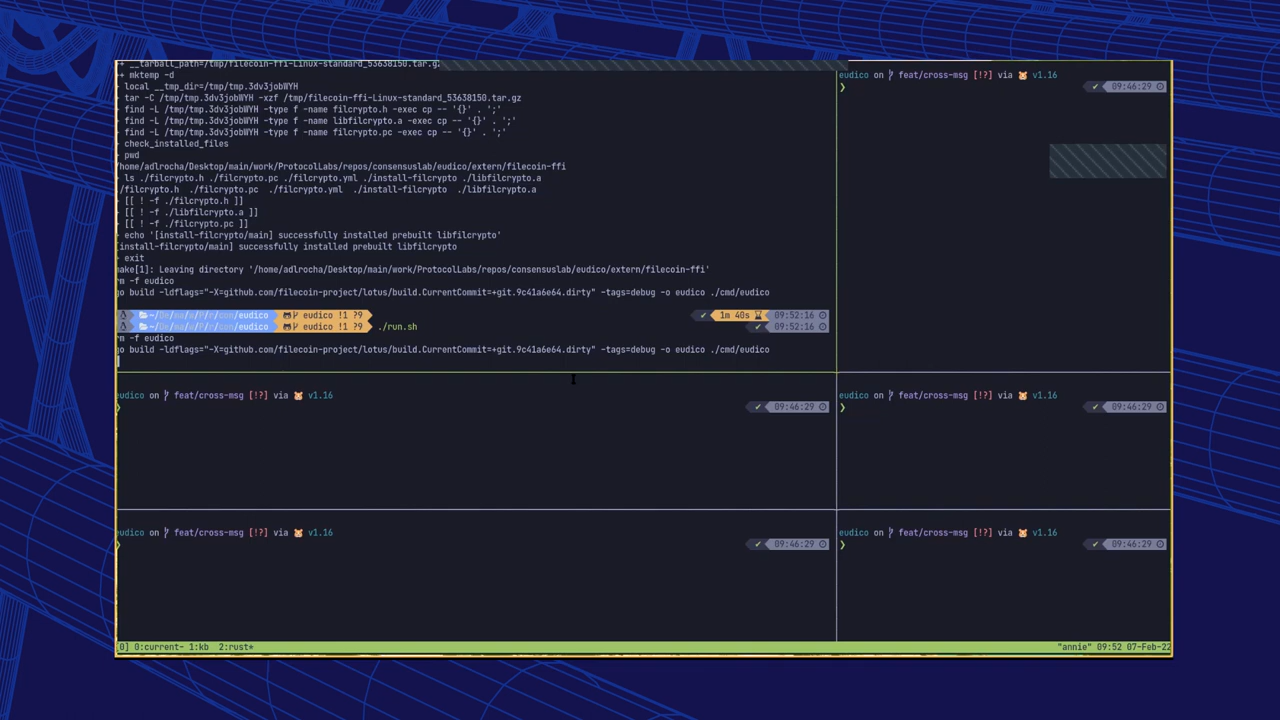 ++ __tarball_path=/tmp/filecoin-ffi-Linux-standard_53638150.tar.gz
++ mktemp -d
local __tmp_dir=/tmp/tmp.3dv3jobWYH
tar -C /tmp/tmp.3dv3jobWYH -xzf /tmp/filecoin-ffi-Linux-standard_53638150.tar.gz
find -L /tmp/tmp.3dv3jobWYH -type f -name filcrypto.h -exec cp -- '{}' . ';'
find -L /tmp/tmp.3dv3jobWYH -type f -name libfilcrypto.a -exec cp -- '{}' . ';'
find -L /tmp/tmp.3dv3jobWYH -type f -name filcrypto.pc -exec cp -- '{}' . ';'
check_installed_files
pwd
/home/adlrocha/Desktop/main/work/ProtocolLabs/repos/consensuslab/eudico/extern/filecoin-ffi
ls ./filcrypto.h ./filcrypto.pc ./filcrypto.yml ./install-filcrypto ./libfilcrypto.a
/filcrypto.h ./filcrypto.pc ./filcrypto.yml ./install-filcrypto ./libfilcrypto.a
[[ ! -f ./filcrypto.h ]]
[[ ! -f ./libfilcrypto.a ]]
[[ ! -f ./filcrypto.pc ]]
echo '[install-filcrypto/main] successfully installed prebuilt libfilcrypto'
[install-filcrypto/main] successfully installed prebuilt libfilcrypto
exit
make[1]: Leaving directory '/home/adlrocha/Desktop/main/work/ProtocolLabs/repos/consensuslab/eudico/extern/filecoin-ffi'
rm -f eudico
go build -ldflags="-X=github.com/filecoin-project/lotus/build.CurrentCommit=+git.9c41a6e64.dirty" -tags=debug -o eudico ./cmd/eudico
~/De/ma/w/P/r/con/eudico eudico !1 ?9 ✔ 1m 40s 09:52:16
~/De/ma/w/P/r/con/eudico eudico !1 ?9 ./run.sh ✔ 09:52:16
rm -f eudico
go build -ldflags="-X=github.com/filecoin-project/lotus/build.CurrentCommit=+git.9c41a6e64.dirty" -tags=debug -o eudico ./cmd/eudico
eudico on feat/cross-msg [!?] via 🐹 v1.16
❯ ✔ 09:46:29
eudico on feat/cross-msg [!?] via 🐹 v1.16
❯ ✔ 09:46:29
eudico on feat/cross-msg [!?] via 🐹 v1.16
❯ ✔ 09:46:29
eudico on feat/cross-msg [!?] via 🐹 v1.16
❯ ✔ 09:46:29
eudico on feat/cross-msg [!?] via 🐹 v1.16
❯ ✔ 09:46:29
[0] 0:current- 1:kb 2:rust* "annie" 09:52 07-Feb-22